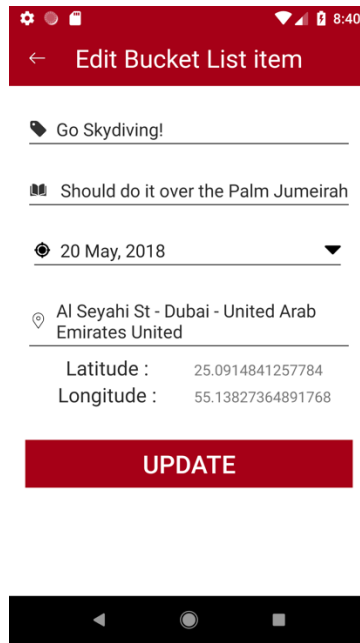 8:40
Edit Bucket List item
Go Skydiving!
Should do it over the Palm Jumeirah
20 May, 2018
Al Seyahi St - Dubai - United Arab
Emirates United
Latitude : 25.0914841257784
Longitude : 55.13827364891768
UPDATE